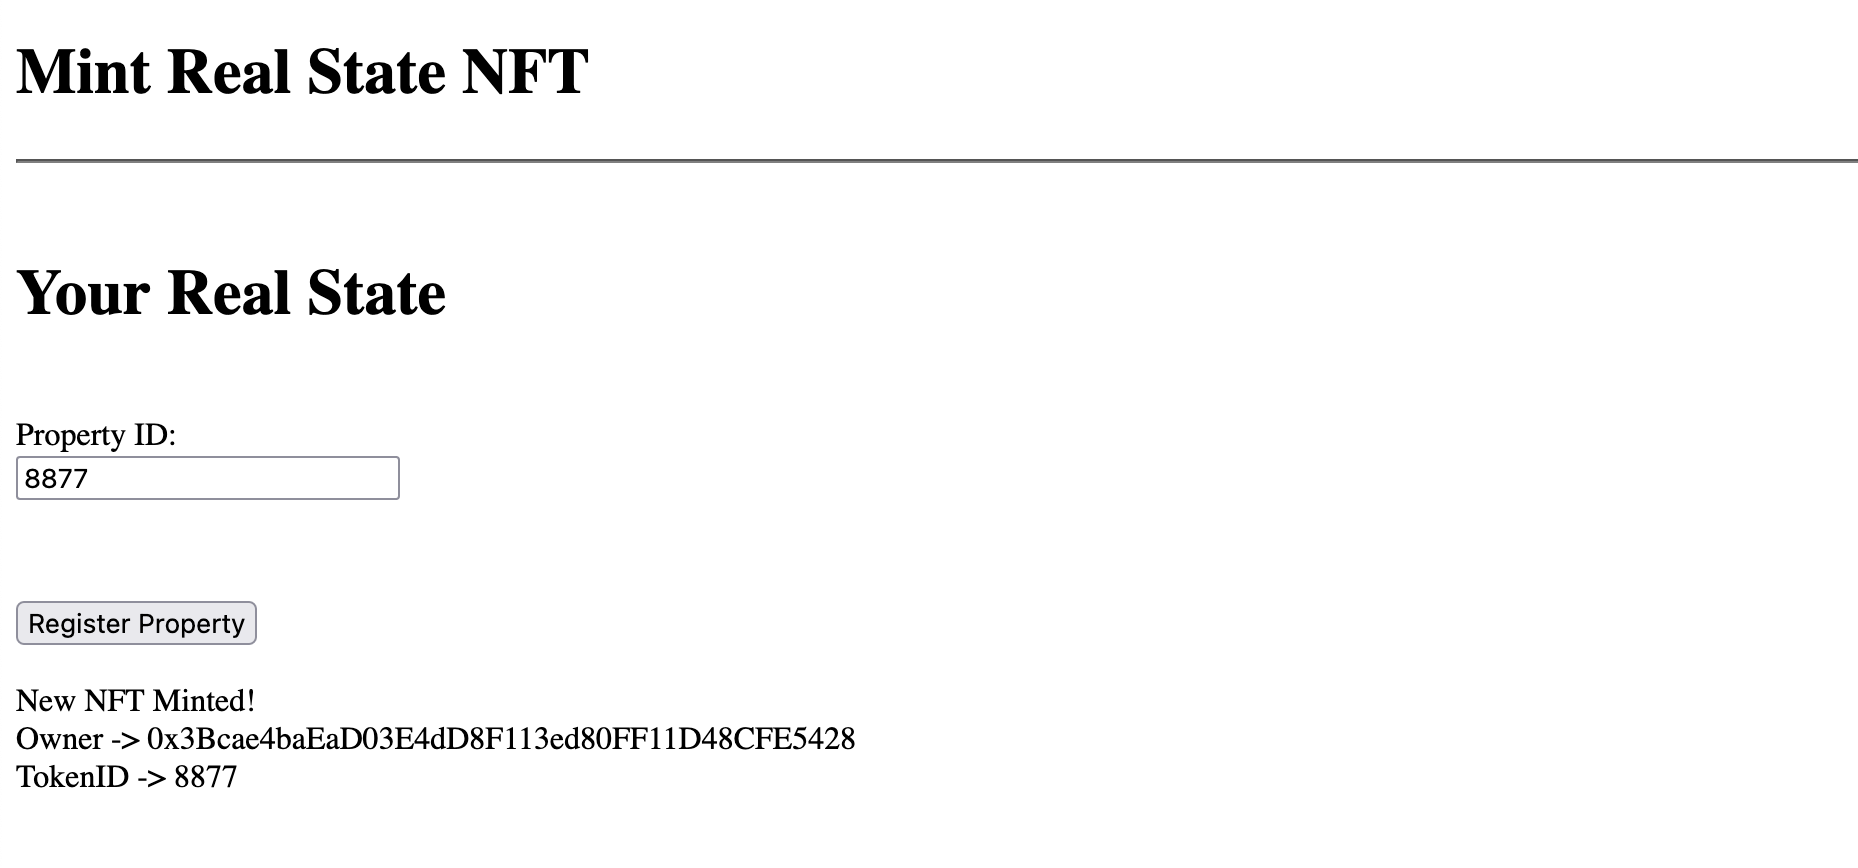 Mint Real State NFT
Your Real State
Property ID:
8877
Register Property
New NFT Minted!
Owner -> 0x3Bcae4baEaD03E4dD8F113ed80FF11D48CFE5428
TokenID -> 8877